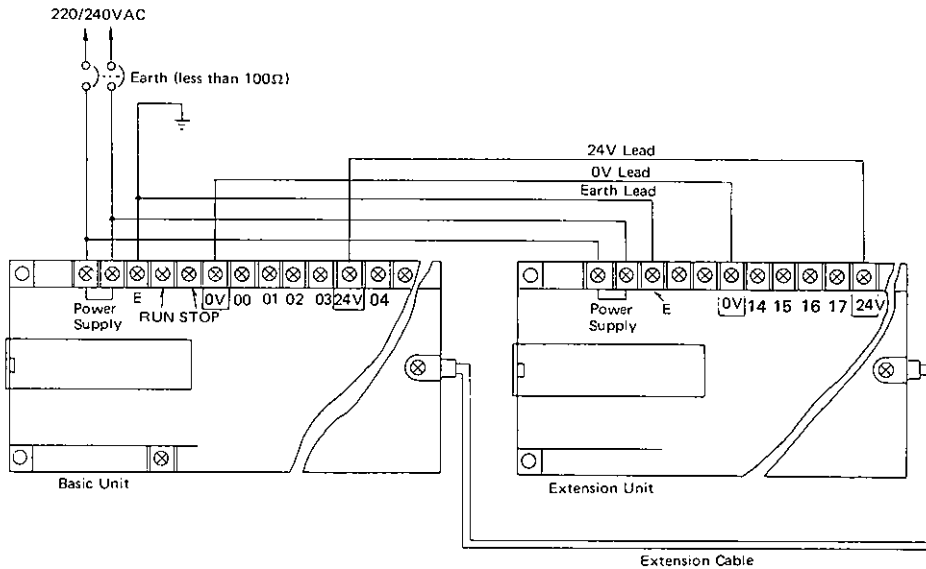 220/240VAC
Earth (less than 100Ω)
24V Lead
0V Lead
Earth Lead
Power
Supply
E
RUN STOP
0V 00 01 02 03 24V 04
Power
Supply
E
0V 14 15 16 17 24V
Basic Unit
Extension Unit
Extension Cable